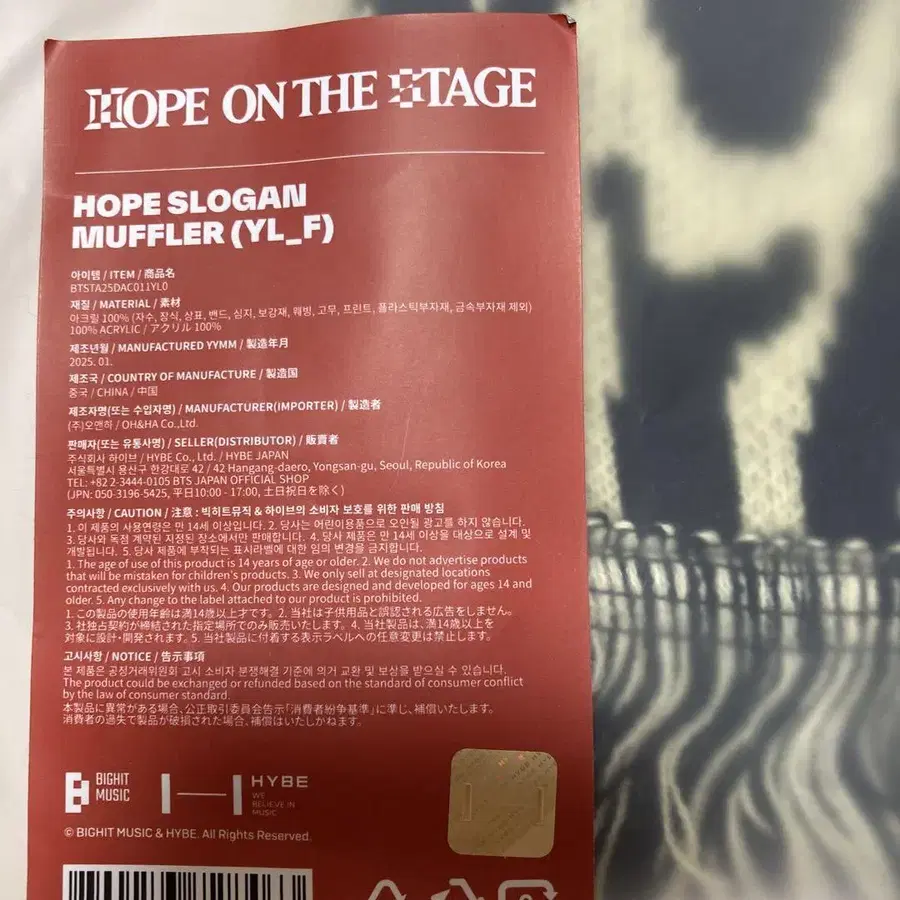 HOPE ON THE STAGE
HOPE SLOGAN
MUFFLER (YL_F)
아이템 / ITEM / 商品名
BTSTA25DAC011YL0
재질 / MATERIAL / 素材
아크릴 100% (자수, 장식, 상표, 밴드, 심지, 보강재, 웨빙, 고무, 프린트, 플라스틱부자재, 금속부자재 제외)
100% ACRYLIC / アクリル 100%
제조년월 / MANUFACTURED YYMM / 製造年月
2025. 01.
제조국 / COUNTRY OF MANUFACTURE / 製造国
중국 / CHINA / 中国
제조자명(또는 수입자명) / MANUFACTURER(IMPORTER) / 製造者
(주)오앤하 / OH&HA Co.,Ltd.
판매자(또는 유통사명) / SELLER(DISTRIBUTOR) / 販賣者
주식회사 하이브 / HYBE Co., Ltd. / HYBE JAPAN
서울특별시 용산구 한강대로 42 / 42 Hangang-daero, Yongsan-gu, Seoul, Republic of Korea
TEL: +82 2-3444-0105 BTS JAPAN OFFICIAL SHOP
(JPN: 050-3196-5425, 平日10:00 - 17:00, 土日祝日を除く)
주의사항 / CAUTION / 注意 : 빅히트뮤직 & 하이브의 소비자 보호를 위한 판매 방침
1. 이 제품의 사용연령은 만 14세 이상입니다. 2. 당사는 어린이용품으로 오인될 광고를 하지 않습니다.
3. 당사와 독점 계약된 지정된 장소에서만 판매합니다. 4. 당사 제품은 만 14세 이상을 대상으로 설계 및
개발됩니다. 5. 당사 제품에 부착되는 표시라벨에 대한 임의 변경을 금지합니다.
1. The age of use of this product is 14 years of age or older. 2. We do not advertise products
that will be mistaken for children's products. 3. We only sell at designated locations
contracted exclusively with us. 4. Our products are designed and developed for ages 14 and
older. 5. Any change to the label attached to our product is prohibited.
1. この製品の使用年齢は満14歳以上才です。2. 当社は子供用品と誤認される広告をしません。
3. 社独占契約が締結された指定場所でのみ販売いたします。4. 当社製品は、満14歳以上を
対象に設計・開発されます。5. 当社製品に付着する表示ラベルへの任意変更は禁止します。
고시사항 / NOTICE / 告示事項
본 제품은 공정거래위원회 고시 소비자 분쟁해결 기준에 의거 교환 및 보상을 받으실 수 있습니다.
The product could be exchanged or refunded based on the standard of consumer conflict
by the law of consumer standard.
本製品に異常がある場合、公正取引委員会告示「消費者紛争基準」に準じ、補償いたします。
消費者の過失で製品が破損された場合、補償はいたしかねます。
BIGHIT
MUSIC
HYBE
WE
BELIEVE IN
MUSIC
© BIGHIT MUSIC & HYBE. All Rights Reserved.